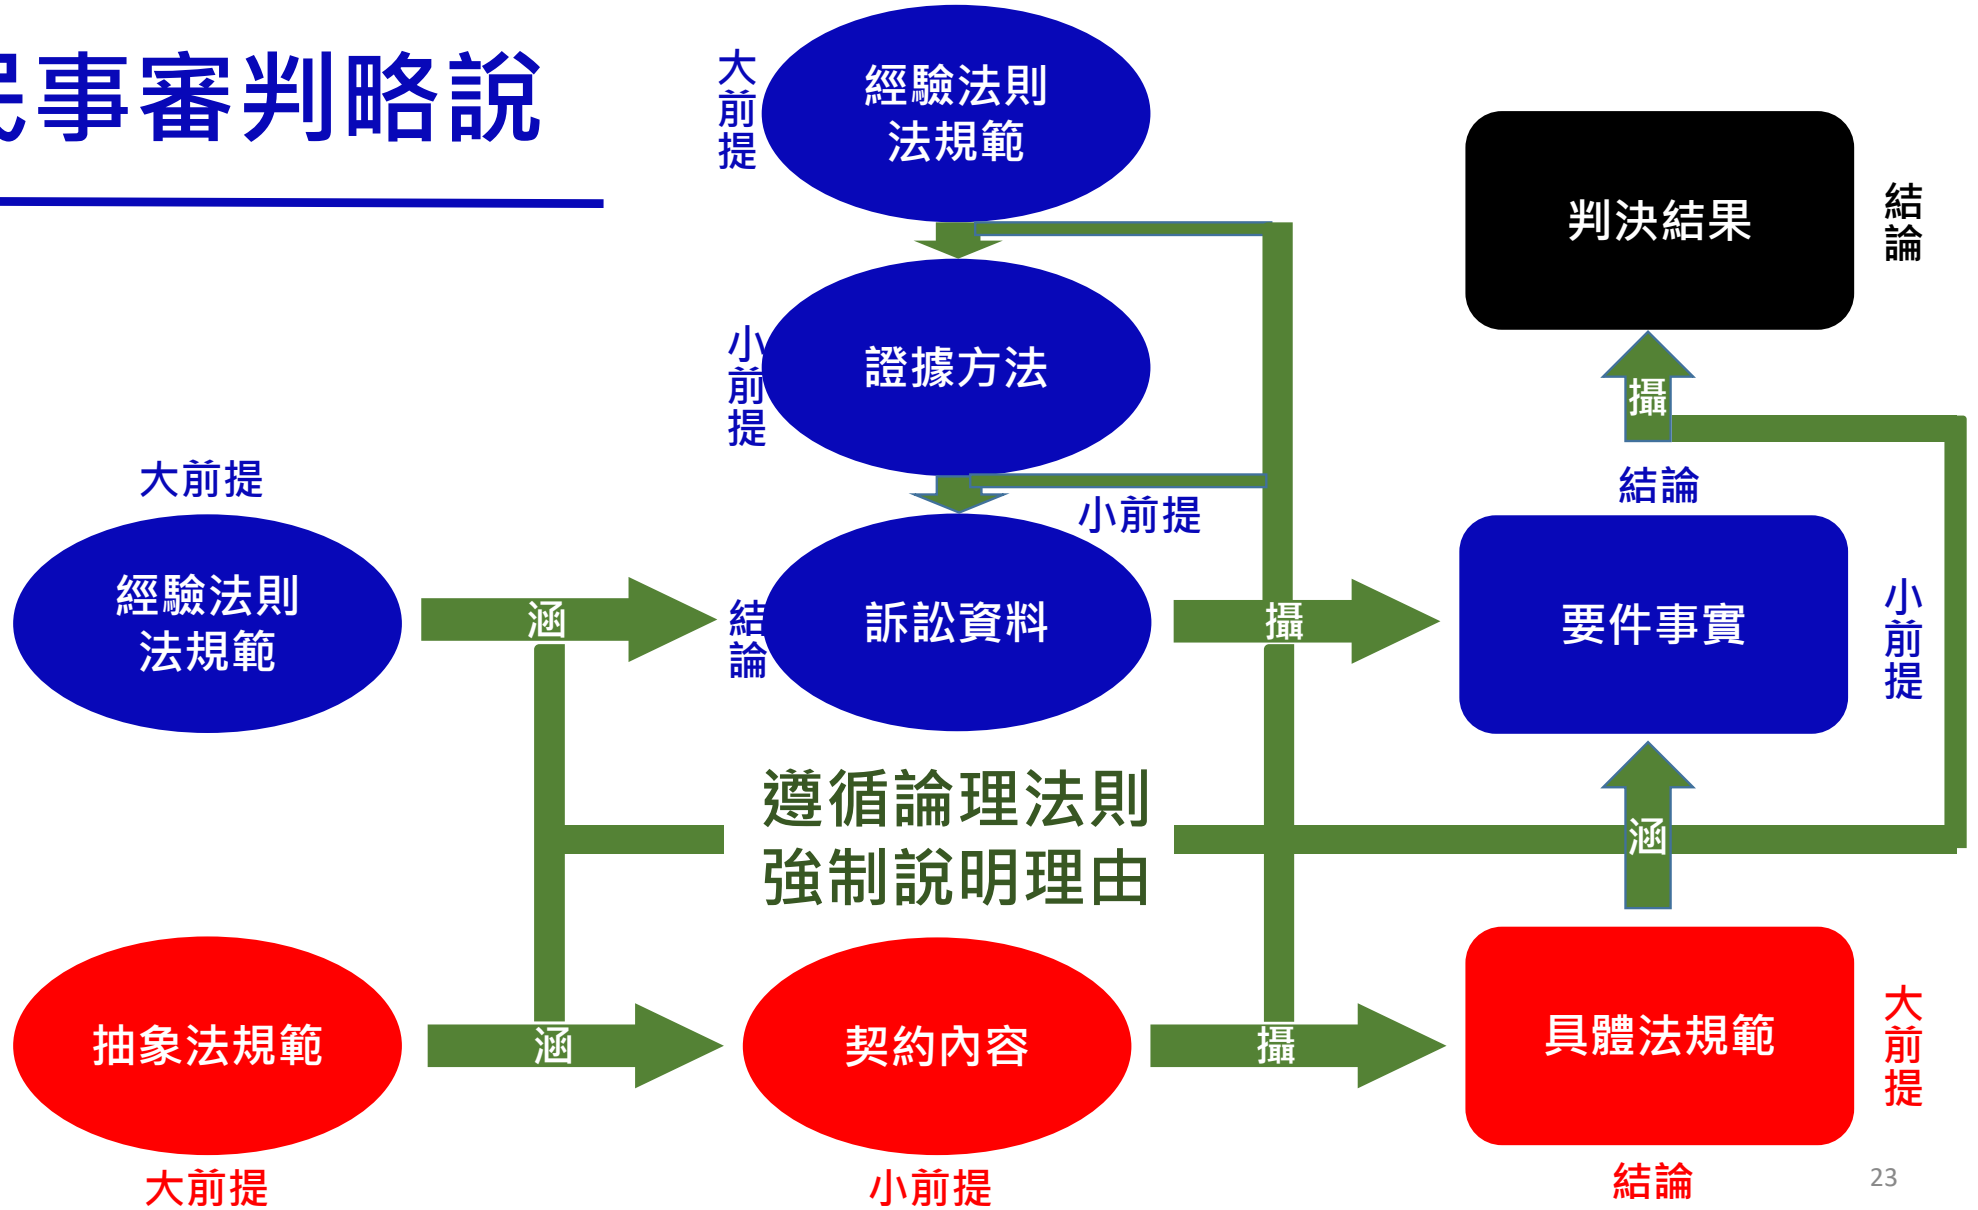 民事審判略說
大前提
經驗法則
法規範
判決結果
結論
小前提
證據方法
攝
結論
大前提
小前提
經驗法則
法規範
涵
結論
訴訟資料
攝
要件事實
小前提
遵循論理法則
強制說明理由
涵
抽象法規範
涵
契約內容
攝
具體法規範
大前提
大前提
小前提
結論
23